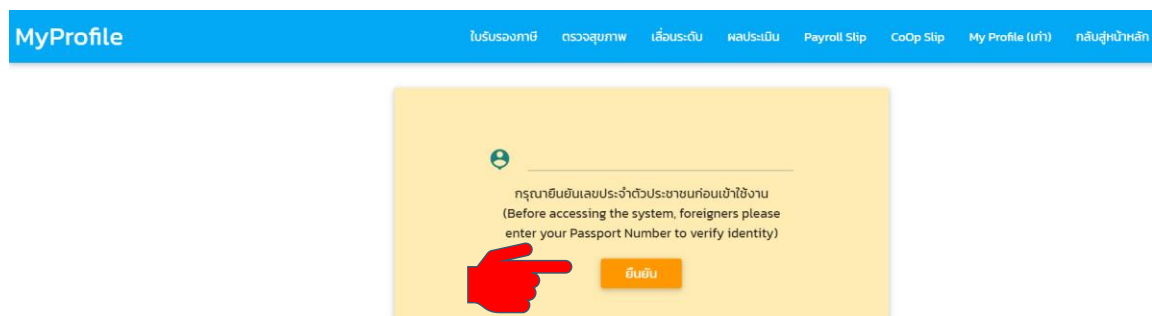 MyProfile
ใบรับรองภาษี ตรวจสุขภาพ เลื่อนระดับ ผลประเมิน Payroll Slip CoOp Slip My Profile (เก่า) กลับสู่หน้าหลัก
กรุณายืนยันเลขประจำตัวประชาชนก่อนเข้าใช้งาน
(Before accessing the system, foreigners please
enter your Passport Number to verify identity)
ยืนยัน